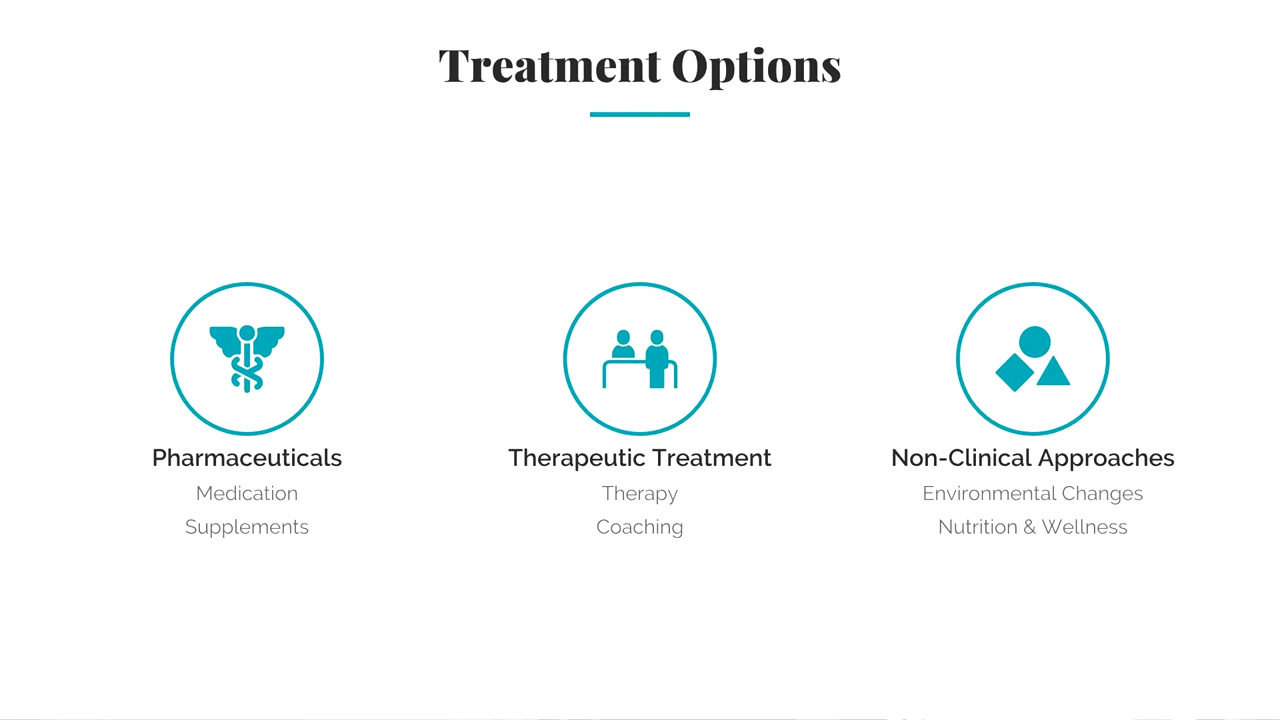 Treatment Options
Pharmaceuticals
Medication
Supplements
Therapeutic Treatment
Therapy
Coaching
Non-Clinical Approaches
Environmental Changes
Nutrition & Wellness